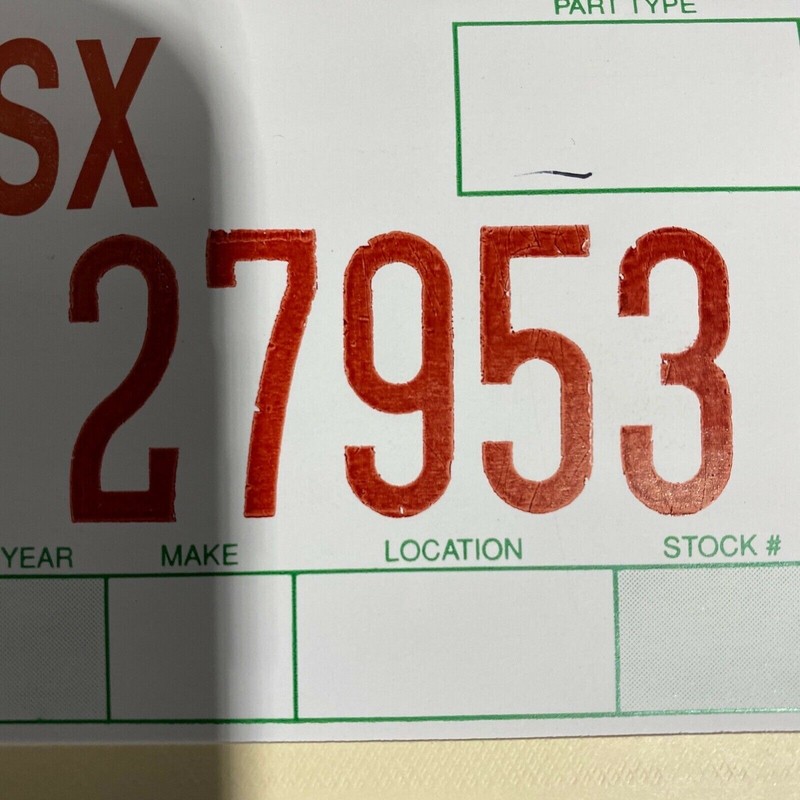 PART TYPE
SX
27953
YEAR MAKE LOCATION STOCK #